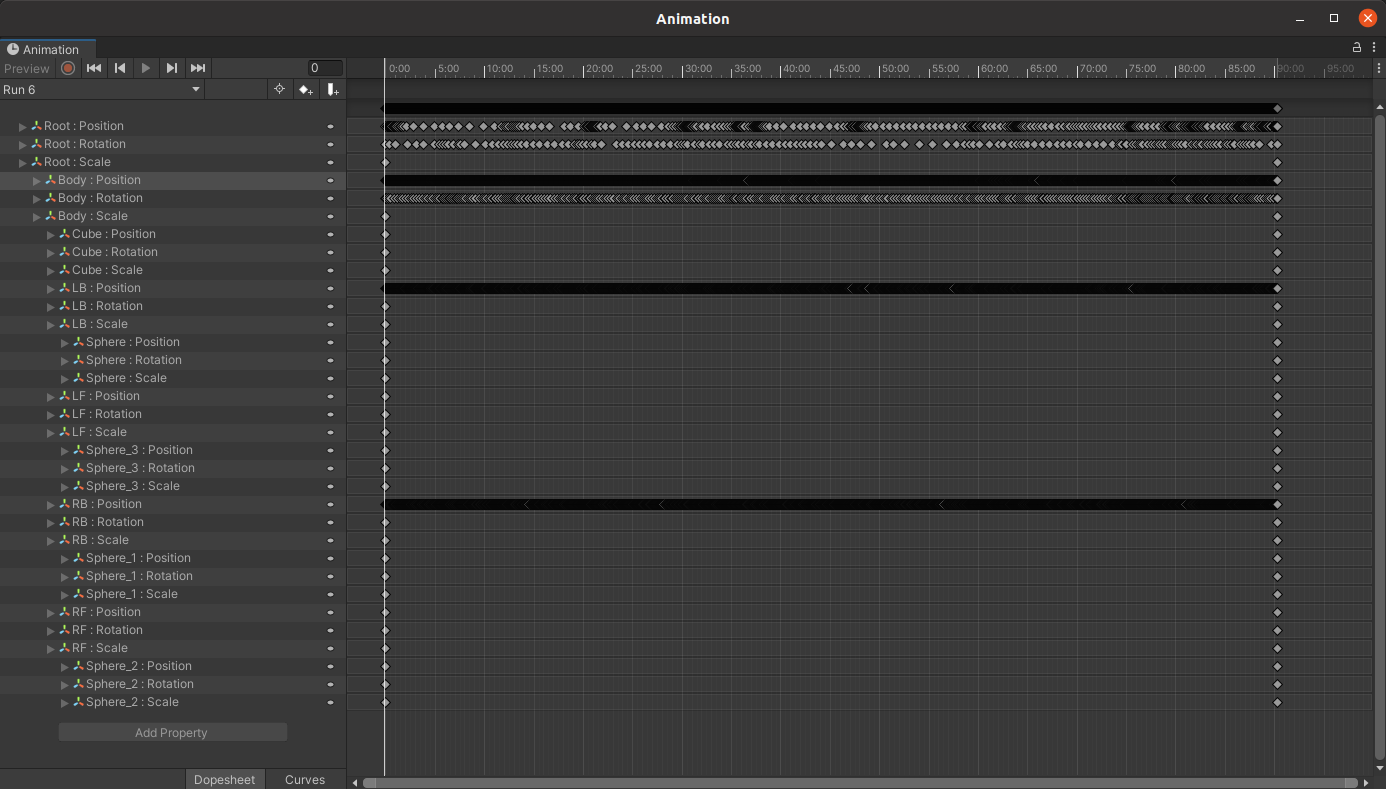 Animation
Animation
Preview 0
0:00 5:00 10:00 15:00 20:00 25:00 30:00 35:00 40:00 45:00 50:00 55:00 60:00 65:00 70:00 75:00 80:00 85:00 90:00 95:00
Run 6
Root : Position
Root : Rotation
Root : Scale
Body : Position
Body : Rotation
Body : Scale
Cube : Position
Cube : Rotation
Cube : Scale
LB : Position
LB : Rotation
LB : Scale
Sphere : Position
Sphere : Rotation
Sphere : Scale
LF : Position
LF : Rotation
LF : Scale
Sphere_3 : Position
Sphere_3 : Rotation
Sphere_3 : Scale
RB : Position
RB : Rotation
RB : Scale
Sphere_1 : Position
Sphere_1 : Rotation
Sphere_1 : Scale
RF : Position
RF : Rotation
RF : Scale
Sphere_2 : Position
Sphere_2 : Rotation
Sphere_2 : Scale
Add Property
Dopesheet Curves